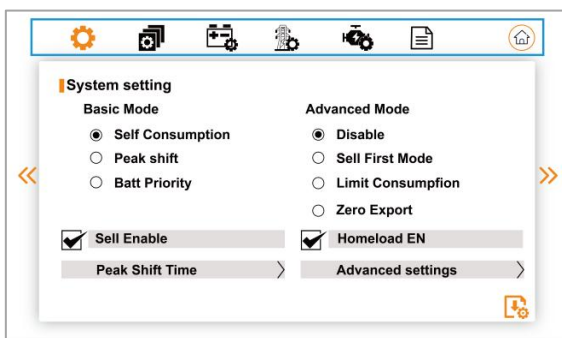 System setting
Basic Mode
Self Consumption
Peak shift
Batt Priority
Sell Enable
Peak Shift Time
Advanced Mode
Disable
Sell First Mode
Limit Consumpfion
Zero Export
Homeload EN
Advanced settings